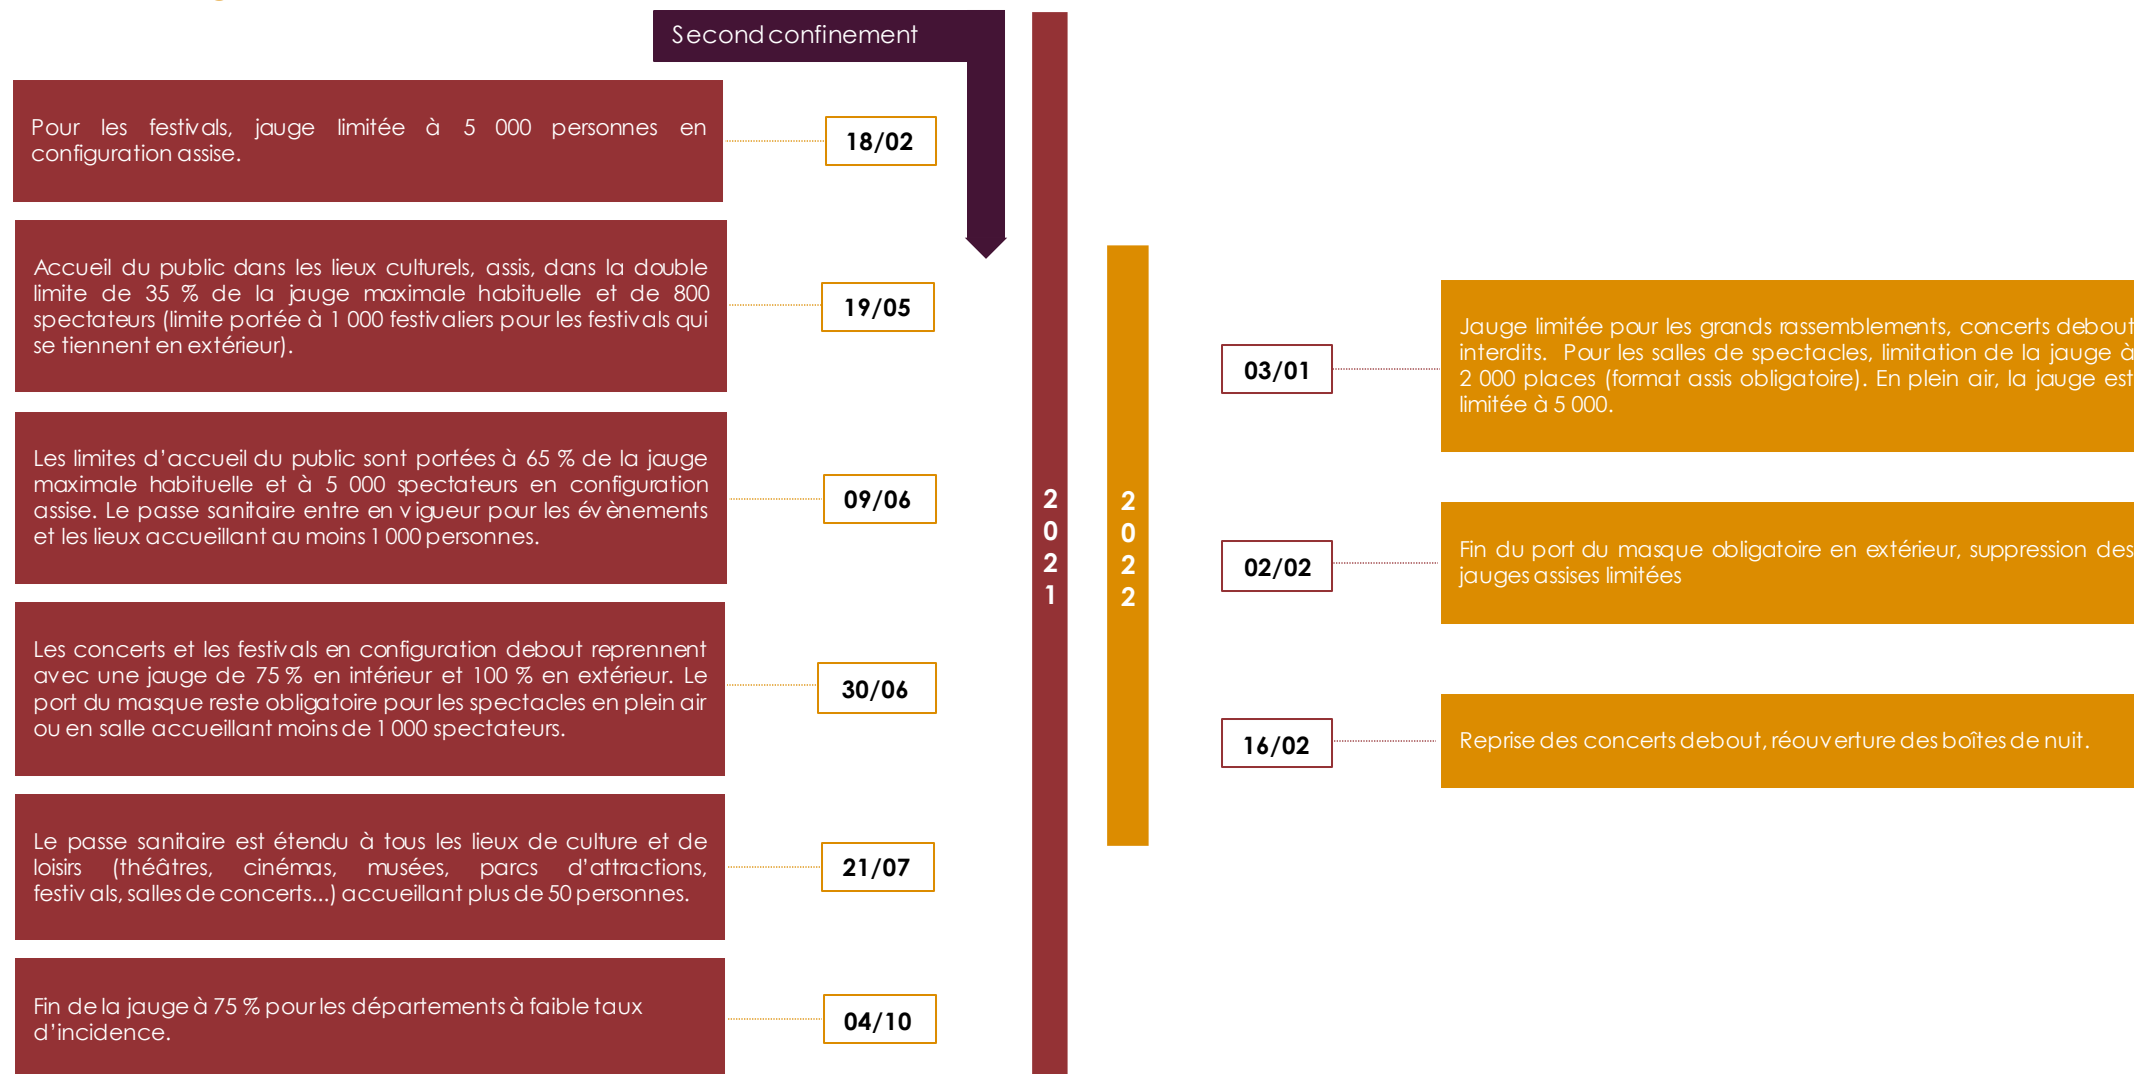 Second confinement
Pour les festivals, jauge limitée à 5 000 personnes en
configuration assise.
18/02
Accueil du public dans les lieux culturels, assis, dans la double
limite de 35 % de la jauge maximale habituelle et de 800
spectateurs (limite portée à 1 000 festivaliers pour les festivals qui
se tiennent en extérieur).
19/05
Les limites d’accueil du public sont portées à 65 % de la jauge
maximale habituelle et à 5 000 spectateurs en configuration
assise. Le passe sanitaire entre en vigueur pour les évènements
et les lieux accueillant au moins 1 000 personnes.
09/06
Les concerts et les festivals en configuration debout reprennent
avec une jauge de 75 % en intérieur et 100 % en extérieur. Le
port du masque reste obligatoire pour les spectacles en plein air
ou en salle accueillant moins de 1 000 spectateurs.
30/06
Le passe sanitaire est étendu à tous les lieux de culture et de
loisirs (théâtres, cinémas, musées, parcs d’attractions,
festivals, salles de concerts...) accueillant plus de 50 personnes.
21/07
Fin de la jauge à 75 % pour les départements à faible taux
d’incidence.
04/10
2021
2022
03/01
Jauge limitée pour les grands rassemblements, concerts debout
interdits. Pour les salles de spectacles, limitation de la jauge à
2 000 places (format assis obligatoire). En plein air, la jauge est
limitée à 5 000.
02/02
Fin du port du masque obligatoire en extérieur, suppression des
jauges assises limitées
16/02
Reprise des concerts debout, réouverture des boîtes de nuit.